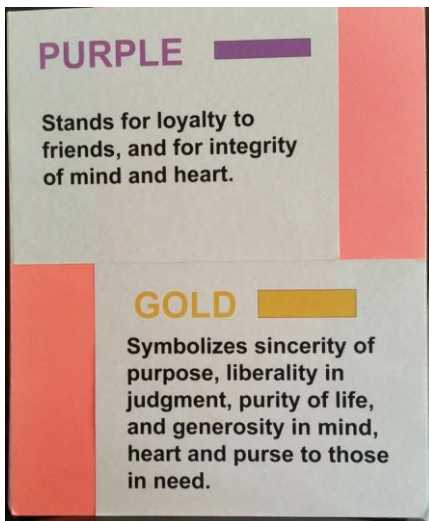 PURPLE
Stands for loyalty to
friends, and for integrity
of mind and heart.
GOLD
Symbolizes sincerity of
purpose, liberality in
judgment, purity of life,
and generosity in mind,
heart and purse to those
in need.